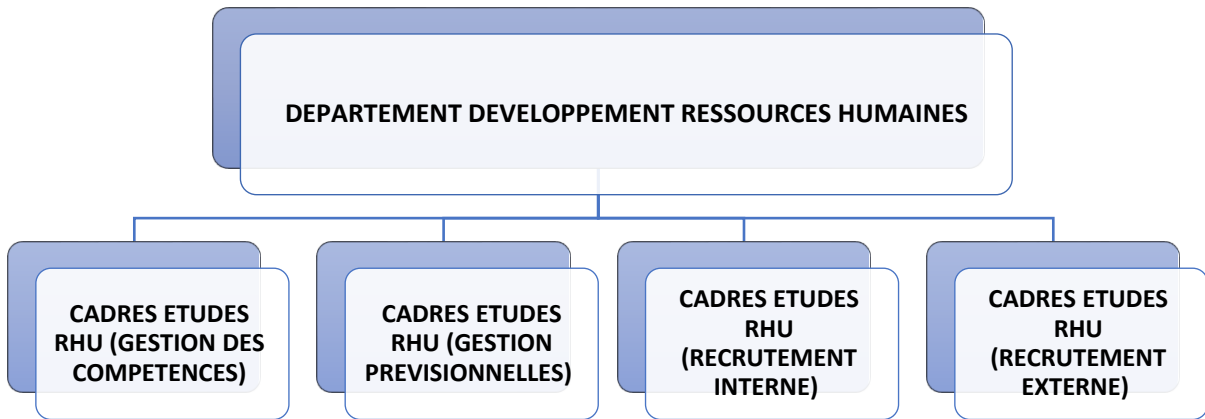 DEPARTEMENT DEVELOPPEMENT RESSOURCES HUMAINES
CADRES ETUDES
RHU (GESTION DES
COMPETENCES)
CADRES ETUDES
RHU (GESTION
PREVISIONNELLES)
CADRES ETUDES
RHU
(RECRUTEMENT
INTERNE)
CADRES ETUDES
RHU
(RECRUTEMENT
EXTERNE)